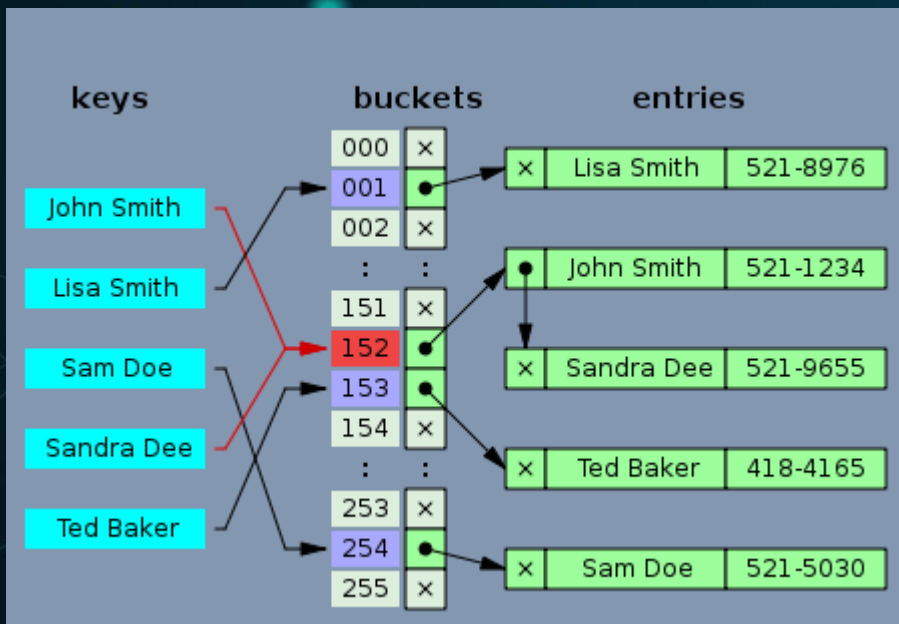 keys
buckets
entries
John Smith
Lisa Smith
Sam Doe
Sandra Dee
Ted Baker
000 ×
001
002 ×
: :
151 ×
152
153
154 ×
: :
253 ×
254
255 ×
× Lisa Smith 521-8976
John Smith 521-1234
× Sandra Dee 521-9655
× Ted Baker 418-4165
× Sam Doe 521-5030